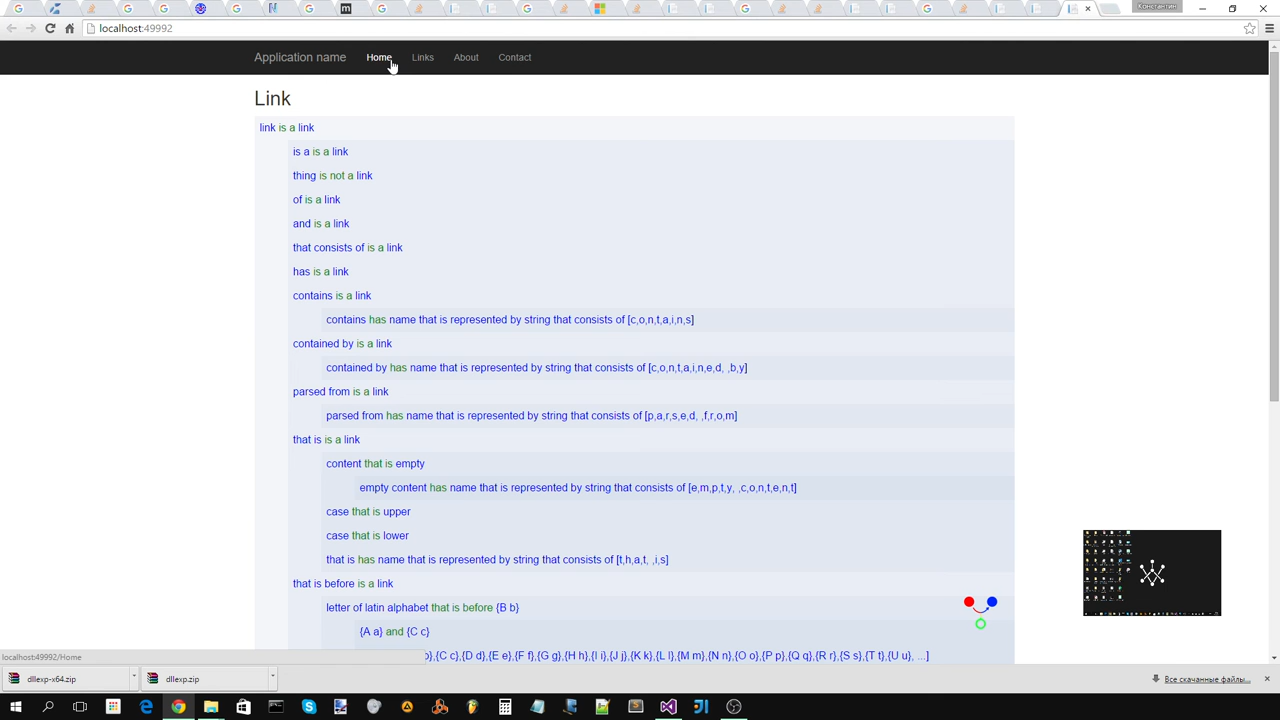 Константин
localhost:49992
Application name Home Links About Contact
Link
link is a link
is a is a link
thing is not a link
of is a link
and is a link
that consists of is a link
has is a link
contains is a link
contains has name that is represented by string that consists of [c,o,n,t,a,i,n,s]
contained by is a link
contained by has name that is represented by string that consists of [c,o,n,t,a,i,n,e,d, ,b,y]
parsed from is a link
parsed from has name that is represented by string that consists of [p,a,r,s,e,d, ,f,r,o,m]
that is is a link
content that is empty
empty content has name that is represented by string that consists of [e,m,p,t,y, ,c,o,n,t,e,n,t]
case that is upper
case that is lower
that is has name that is represented by string that consists of [t,h,a,t, ,i,s]
that is before is a link
letter of latin alphabet that is before {B b}
{A a} and {C c}
b},{C c},{D d},{E e},{F f},{G g},{H h},{I i},{J j},{K k},{L l},{M m},{N n},{O o},{P p},{Q q},{R r},{S s},{T t},{U u}, ...]
localhost:49992/Home
dllexp-x64.zip
dllexp.zip
Все скачанные файлы...